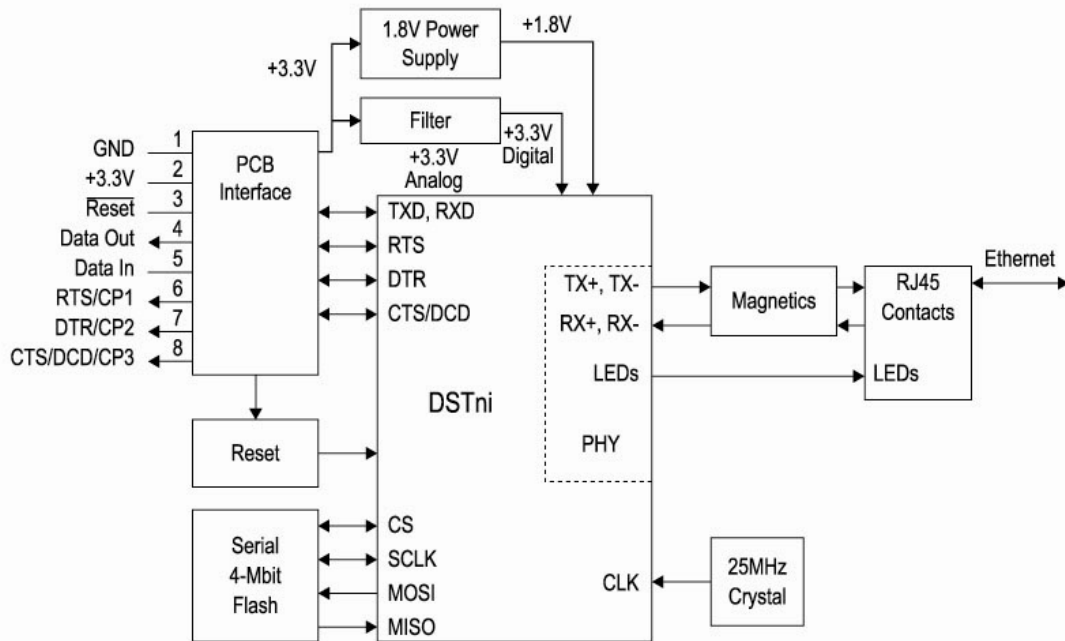 1.8V Power
Supply
+1.8V
+3.3V
Filter
+3.3V
Digital
+3.3V
Analog
GND
1
+3.3V
2
Reset
3
Data Out
4
Data In
5
RTS/CP1
6
DTR/CP2
7
CTS/DCD/CP3
8
PCB
Interface
TXD, RXD
RTS
DTR
CTS/DCD
TX+, TX-
RX+, RX-
LEDs
PHY
Magnetics
RJ45
Contacts
LEDs
Ethernet
DSTni
Reset
Serial
4-Mbit
Flash
CS
SCLK
MOSI
MISO
CLK
25MHz
Crystal